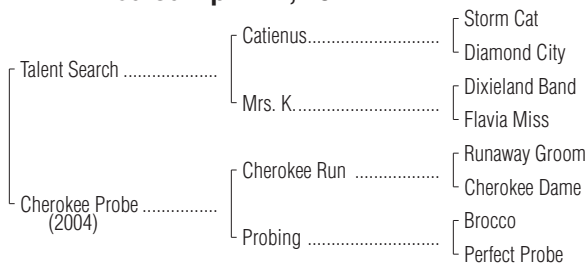 Storm Cat
Catienus
Diamond City
Talent Search
Dixieland Band
Mrs. K.
Flavia Miss
Runaway Groom
Cherokee Run
Cherokee Dame
Cherokee Probe
(2004)
Brocco
Probing
Perfect Probe